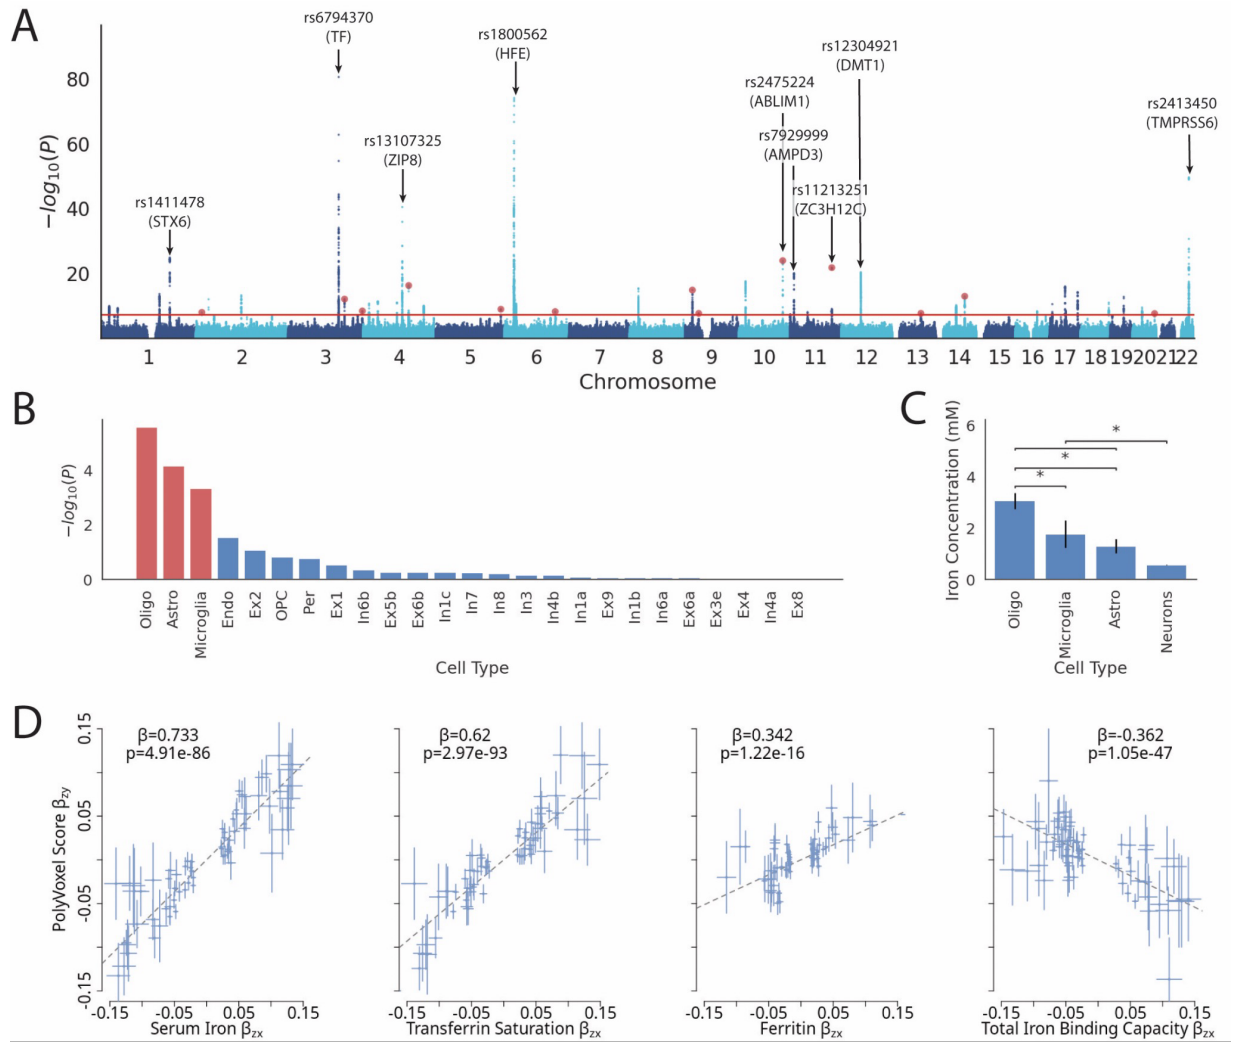 A
rs6794370
(TF)
rs1800562
(HFE)
rs12304921
(DMT1)
rs2475224
(ABLIM1)
rs2413450
(TMPRSS6)
rs13107325
(ZIP8)
rs7929999
(AMPD3)
rs1411478
(STX6)
rs11213251
(ZC3H12C)
−log₁₀(P)
80
60
40
20
1 2 3 4 5 6 7 8 9 10 11 12 13 14 15 16 17 18 19 20 21 22
Chromosome
B
−log₁₀(P)
4
2
0
Oligo Astro Microglia Endo Ex2 OPC Per Ex1 In6b Ex5b Ex6b In1c In7 In8 In3 In4b In1a Ex9 In1b In6a Ex6a Ex3e Ex4 In4a Ex8
Cell Type
C
Iron Concentration (mM)
6
4
2
0
*
*
*
Oligo Microglia Astro Neurons
Cell Type
D
PolyVoxel Score βzy
0.15
0.05
-0.05
-0.15
β=0.733
p=4.91e-86
-0.15 -0.05 0.05 0.15
Serum Iron βzx
β=0.62
p=2.97e-93
-0.15 -0.05 0.05 0.15
Transferrin Saturation βzx
β=0.342
p=1.22e-16
-0.15 -0.05 0.05 0.15
Ferritin βzx
β=-0.362
p=1.05e-47
-0.15 -0.05 0.05 0.15
Total Iron Binding Capacity βzx